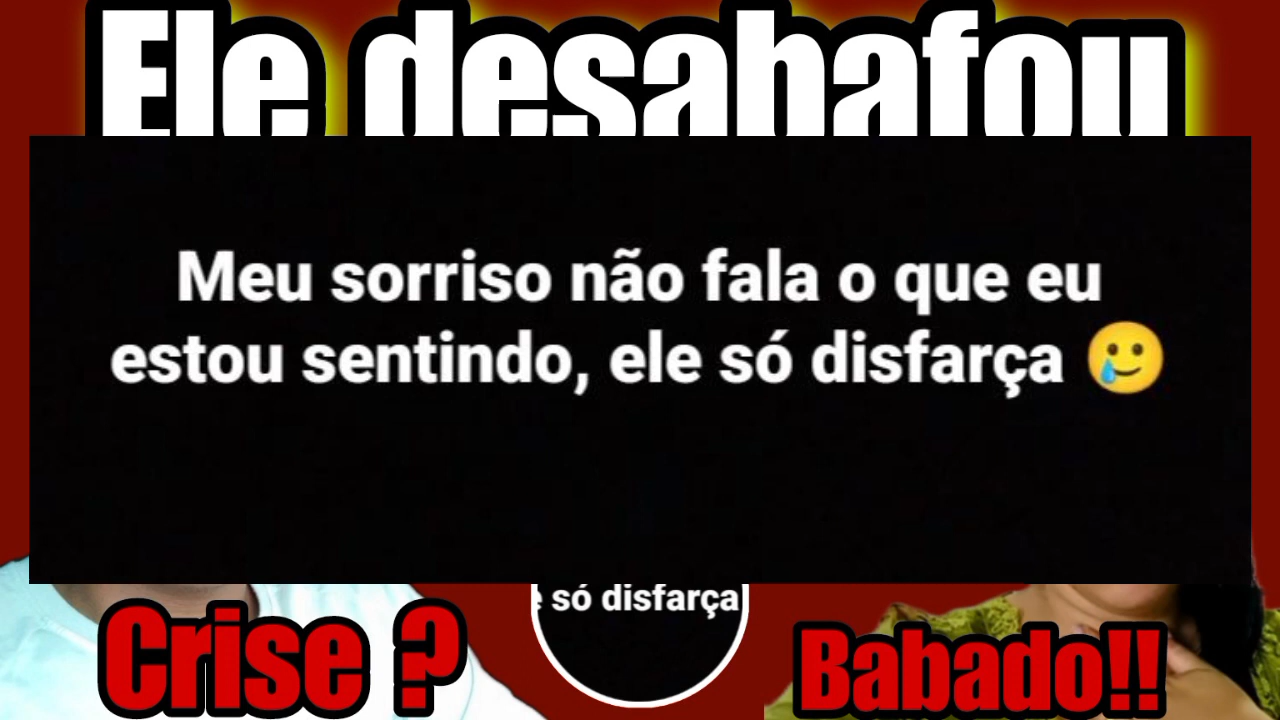 Ele desabafou
Meu sorriso não fala o que eu
estou sentindo, ele só disfarça 🥲
só disfarça
Crise ?
Babado!!